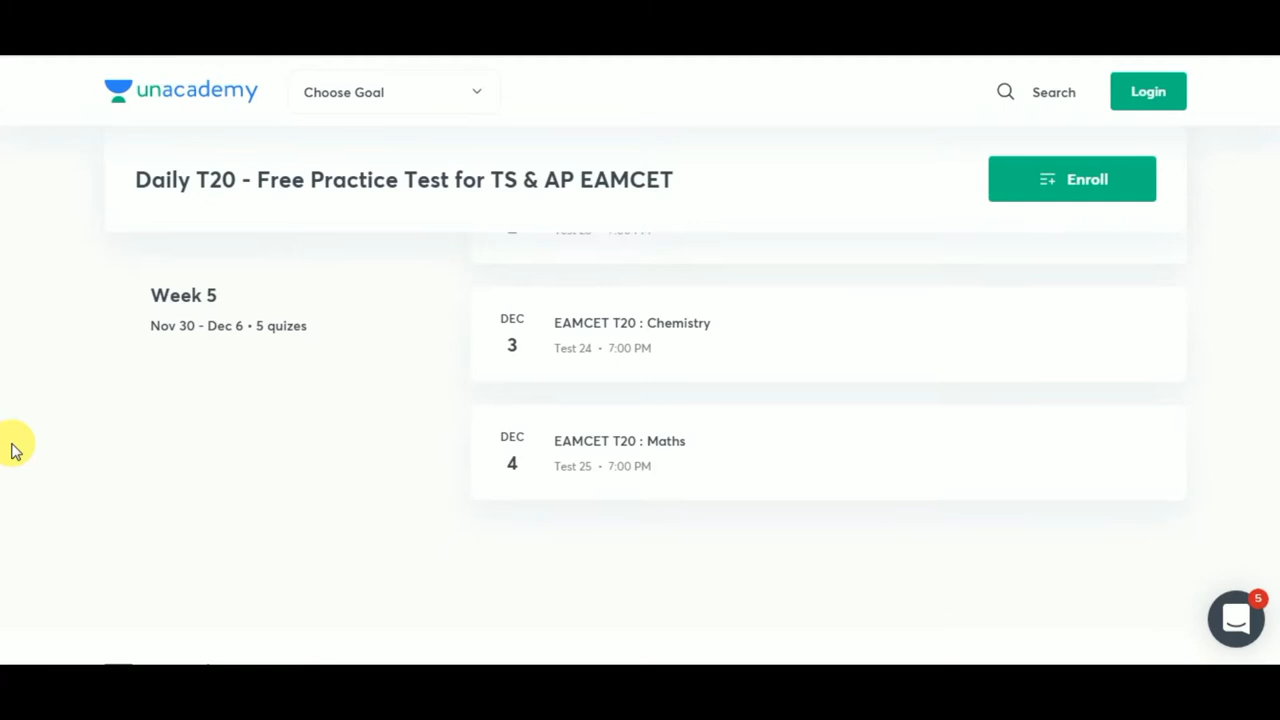 unacademy
Choose Goal
Search
Login
Daily T20 - Free Practice Test for TS & AP EAMCET
Enroll
Week 5
Nov 30 - Dec 6 • 5 quizes
DEC
3
EAMCET T20 : Chemistry
Test 24 • 7:00 PM
DEC
4
EAMCET T20 : Maths
Test 25 • 7:00 PM
5